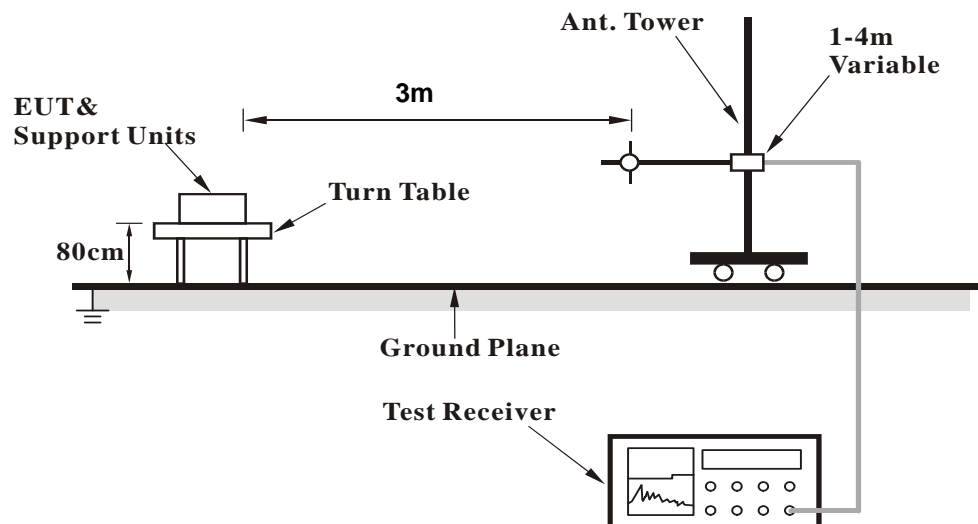 Ant. Tower
1-4m
Variable
3m
EUT&
Support Units
Turn Table
80cm
Ground Plane
Test Receiver